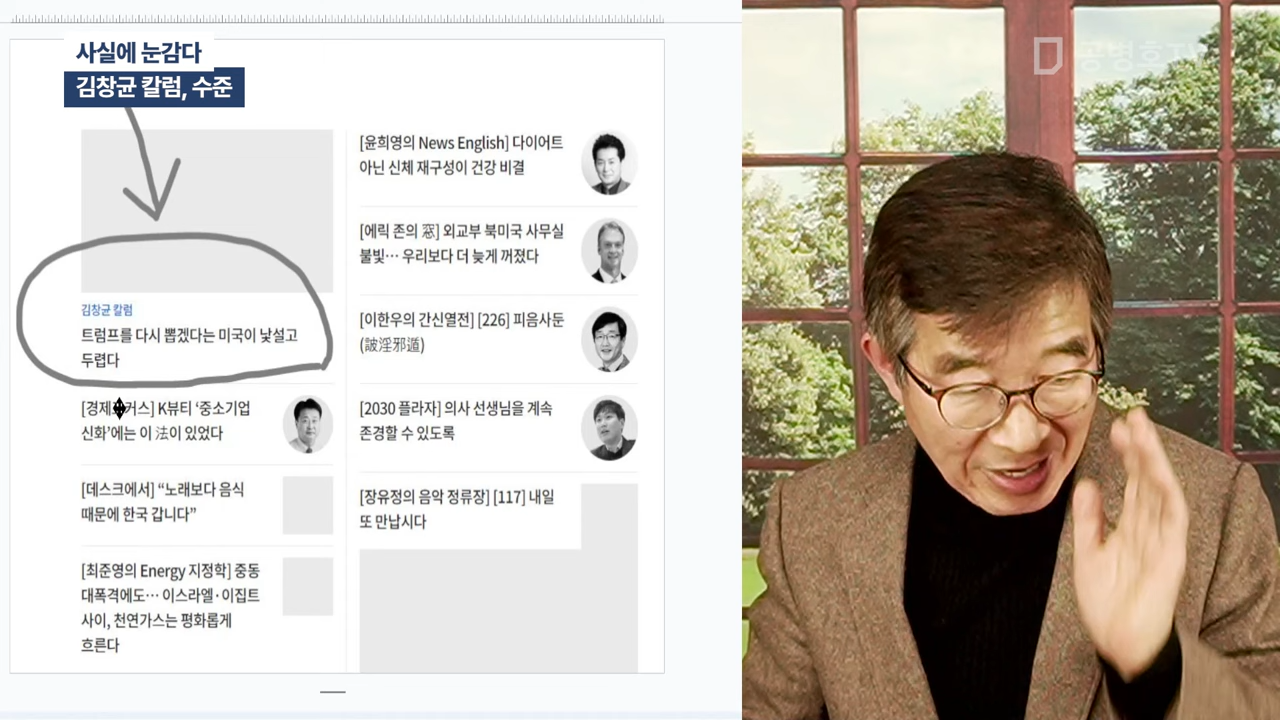 사실에 눈감다
김창균 칼럼, 수준
공병호TV
김창균 칼럼
트럼프를 다시 뽑겠다는 미국이 낯설고
두렵다
[경제포커스] K뷰티 ‘중소기업
신화’에는 이 法이 있었다
[데스크에서] “노래보다 음식
때문에 한국 갑니다”
[최준영의 Energy 지정학] 중동
대폭격에도… 이스라엘·이집트
사이, 천연가스는 평화롭게
흐른다
[윤희영의 News English] 다이어트
아닌 신체 재구성이 건강 비결
[에릭 존의 窓] 외교부 북미국 사무실
불빛… 우리보다 더 늦게 꺼졌다
[이한우의 간신열전] [226] 피음사둔
(詖淫邪遁)
[2030 플라자] 의사 선생님을 계속
존경할 수 있도록
[장유정의 음악 정류장] [117] 내일
또 만납시다